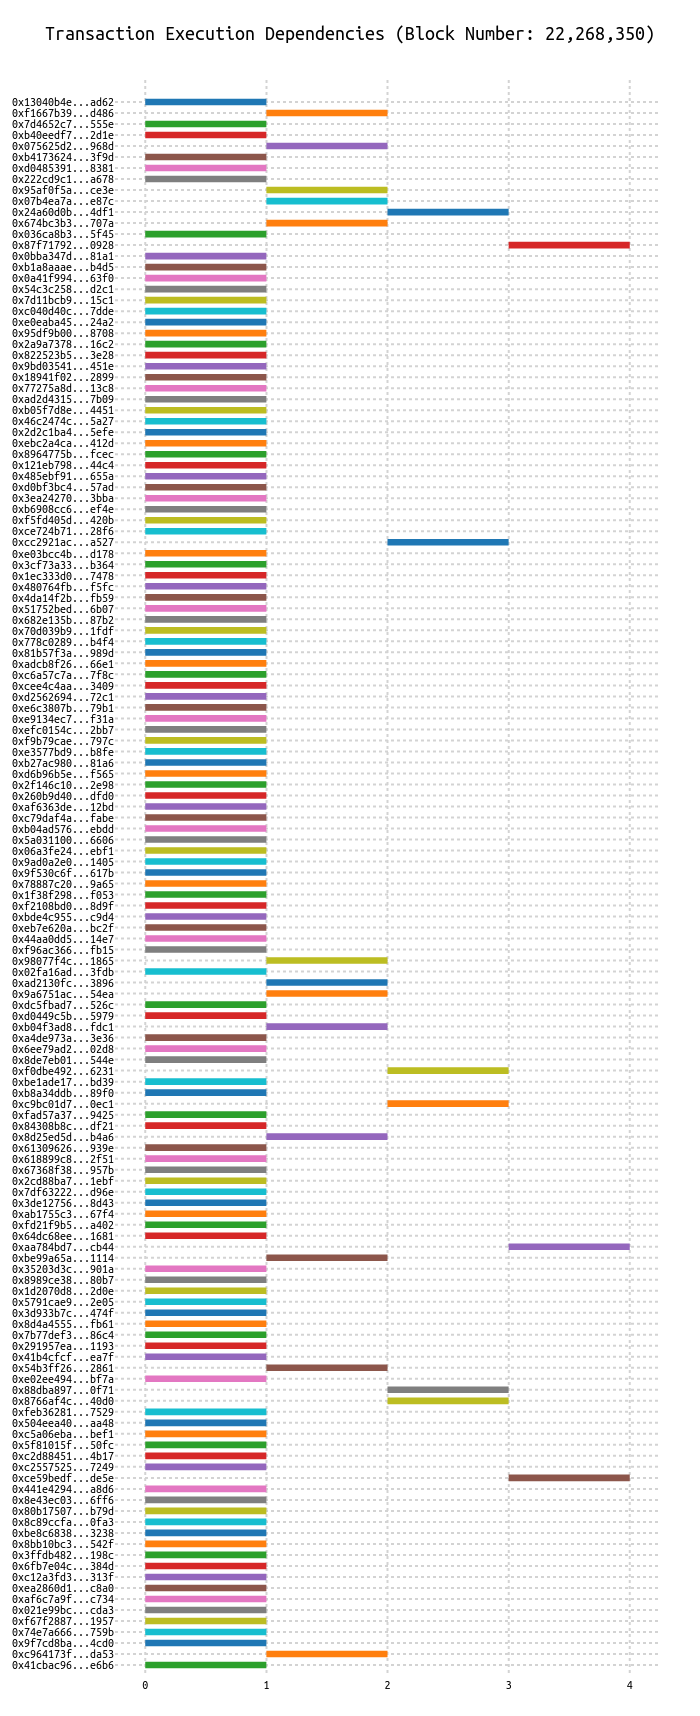 Transaction Execution Dependencies (Block Number: 22,268,350)
0x13040b4e...ad62
0xf1667b39...d486
0x7d4652c7...555e
0xb40eedf7...2d1e
0x075625d2...968d
0xb4173624...3f9d
0xd0485391...8381
0x222cd9c1...a678
0x95af0f5a...ce3e
0x07b4ea7a...e87c
0x24a60d0b...4df1
0x674bc3b3...707a
0x036ca8b3...5f45
0x87f71792...0928
0x0bba347d...81a1
0xb1a8aaae...b4d5
0x0a41f994...63f0
0x54c3c258...d2c1
0x7d11bcb9...15c1
0xc040d40c...7dde
0xe0eaba45...24a2
0x95df9b00...8708
0x2a9a7378...16c2
0x822523b5...3e28
0x9bd03541...451e
0x18941f02...2899
0x77275a8d...13c8
0xad2d4315...7b09
0xb05f7d8e...4451
0x46c2474c...5a27
0x2d2c1ba4...5efe
0xebc2a4ca...412d
0x8964775b...fcec
0x121eb798...44c4
0x485ebf91...655a
0xd0bf3bc4...57ad
0x3ea24270...3bba
0xb6908cc6...ef4e
0xf5fd405d...420b
0xce724b71...28f6
0xcc2921ac...a527
0xe03bcc4b...d178
0x3cf73a33...b364
0x1ec333d0...7478
0x480764fb...f5fc
0x4da14f2b...fb59
0x51752bed...6b07
0x682e135b...87b2
0x70d039b9...1fdf
0x778c0289...b4f4
0x81b57f3a...989d
0xadcb8f26...66e1
0xc6a57c7a...7f8c
0xcee4c4aa...3409
0xd2562694...72c1
0xe6c3807b...79b1
0xe9134ec7...f31a
0xefc0154c...2bb7
0xf9b79cae...797c
0xe3577bd9...b8fe
0xb27ac980...81a6
0xd6b96b5e...f565
0x2f146c10...2e98
0x260b9d40...dfd0
0xaf6363de...12bd
0xc79daf4a...fabe
0xb04ad576...ebdd
0x5a031100...6606
0x06a3fe24...ebf1
0x9ad0a2e0...1405
0x9f530c6f...617b
0x78887c20...9a65
0x1f38f298...f053
0xf2108bd0...8d9f
0xbde4c955...c9d4
0xeb7e620a...bc2f
0x44aa0dd5...14e7
0xf96ac366...fb15
0x98077f4c...1865
0x02fa16ad...3fdb
0xad2130fc...3896
0x9a6751ac...54ea
0xdc5fbad7...526c
0xd0449c5b...5979
0xb04f3ad8...fdc1
0xa4de973a...3e36
0x6ee79ad2...02d8
0x8de7eb01...544e
0xf0dbe492...6231
0xbe1ade17...bd39
0xb8a34ddb...89f0
0xc9bc01d7...0ec1
0xfad57a37...9425
0x84308b8c...df21
0x8d25ed5d...b4a6
0x61309626...939e
0x618899c8...2f51
0x67368f38...957b
0x2cd88ba7...1ebf
0x7df63222...d96e
0x3de12756...8d43
0xab1755c3...67f4
0xfd21f9b5...a402
0x64dc68ee...1681
0xaa784bd7...cb44
0xbe99a65a...1114
0x35203d3c...901a
0x8989ce38...80b7
0x1d2070d8...2d0e
0x5791cae9...2e05
0x3d933b7c...474f
0x8d4a4555...fb61
0x7b77def3...86c4
0x291957ea...1193
0x41b4cfcf...ea7f
0x54b3ff26...2861
0xe02ee494...bf7a
0x88dba897...0f71
0x8766af4c...40d0
0xfeb36281...7529
0x504eea40...aa48
0xc5a06eba...bef1
0x5f81015f...50fc
0xc2d88451...4b17
0xc2557525...7249
0xce59bedf...de5e
0x441e4294...a8d6
0x8e43ec03...6ff6
0x80b17507...b79d
0x8c89ccfa...0fa3
0xbe8c6838...3238
0x8bb10bc3...542f
0x3ffdb482...198c
0x6fb7e04c...384d
0xc12a3fd3...313f
0xea2860d1...c8a0
0xaf6c7a9f...c734
0x021e99bc...cda3
0xf67f2887...1957
0x74e7a666...759b
0x9f7cd8ba...4cd0
0xc964173f...da53
0x41cbac96...e6b6
0 1 2 3 4